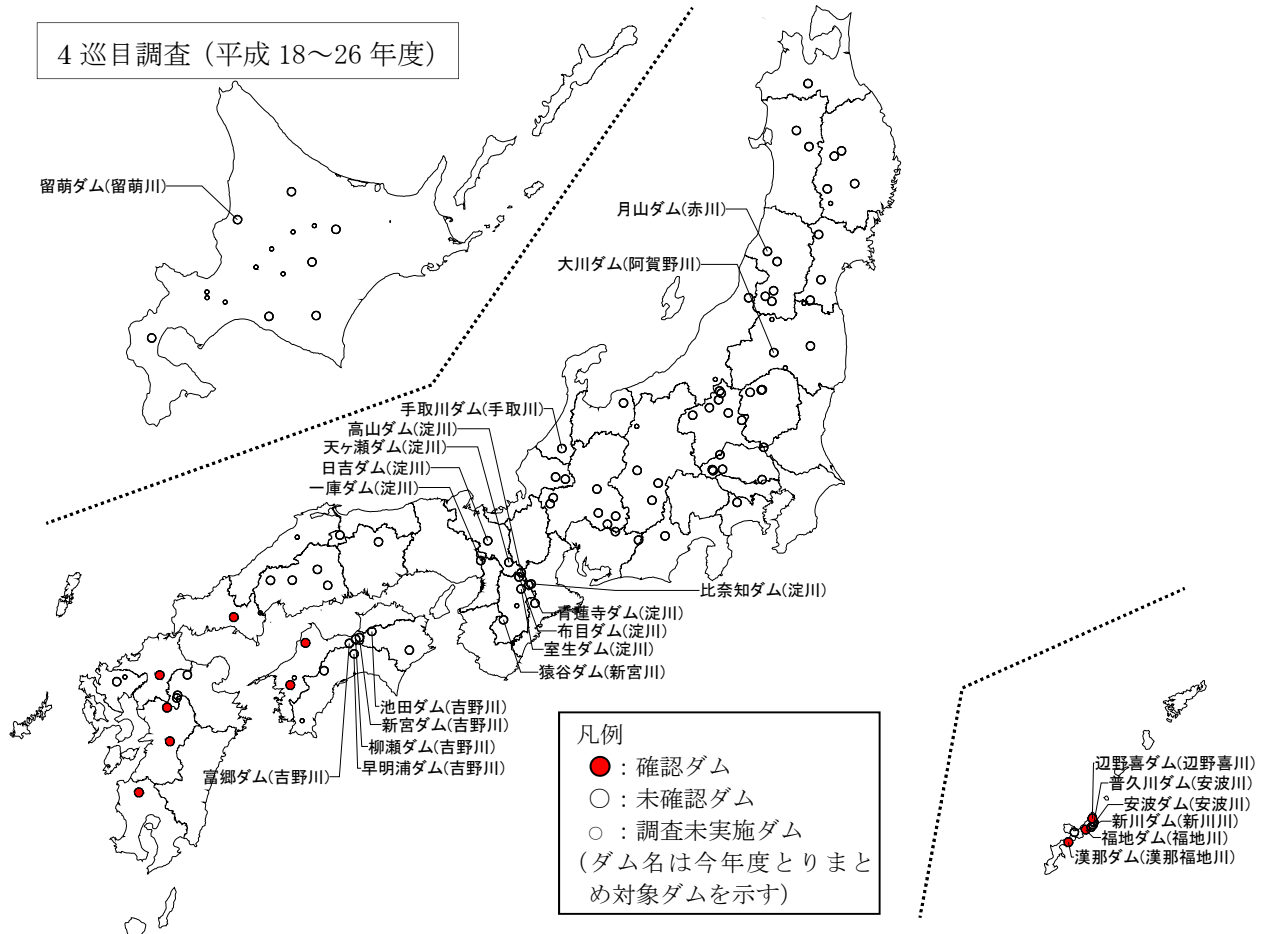 4巡目調査(平成 18～26 年度)
留萌ダム(留萌川)
月山ダム(赤川)
大川ダム(阿賀野川)
手取川ダム(手取川)
高山ダム(淀川)
天ヶ瀬ダム(淀川)
日吉ダム(淀川)
一庫ダム(淀川)
比奈知ダム(淀川)
青蓮寺ダム(淀川)
布目ダム(淀川)
室生ダム(淀川)
猿谷ダム(新宮川)
池田ダム(吉野川)
新宮ダム(吉野川)
柳瀬ダム(吉野川)
早明浦ダム(吉野川)
富郷ダム(吉野川)
凡例
：確認ダム
：未確認ダム
：調査未実施ダム
(ダム名は今年度とりまと
め対象ダムを示す)
辺野喜ダム(辺野喜川)
普久川ダム(安波川)
安波ダム(安波川)
新川ダム(新川川)
福地ダム(福地川)
漢那ダム(漢那福地川)